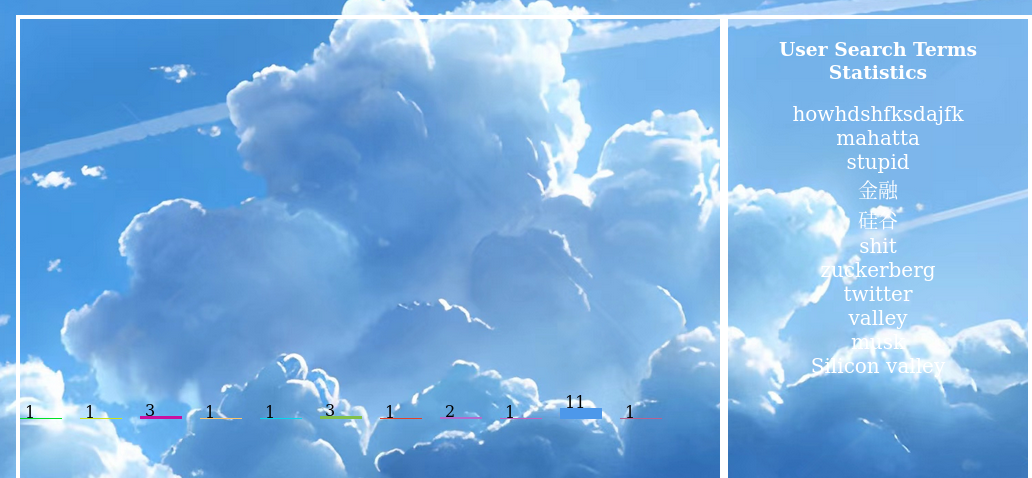 User Search Terms
Statistics
howhdshfksdajfk
mahatta
stupid
金融
硅谷
shit
zuckerberg
twitter
valley
musk
Silicon valley
1 1 3 1 1 3 1 2 1 11 1